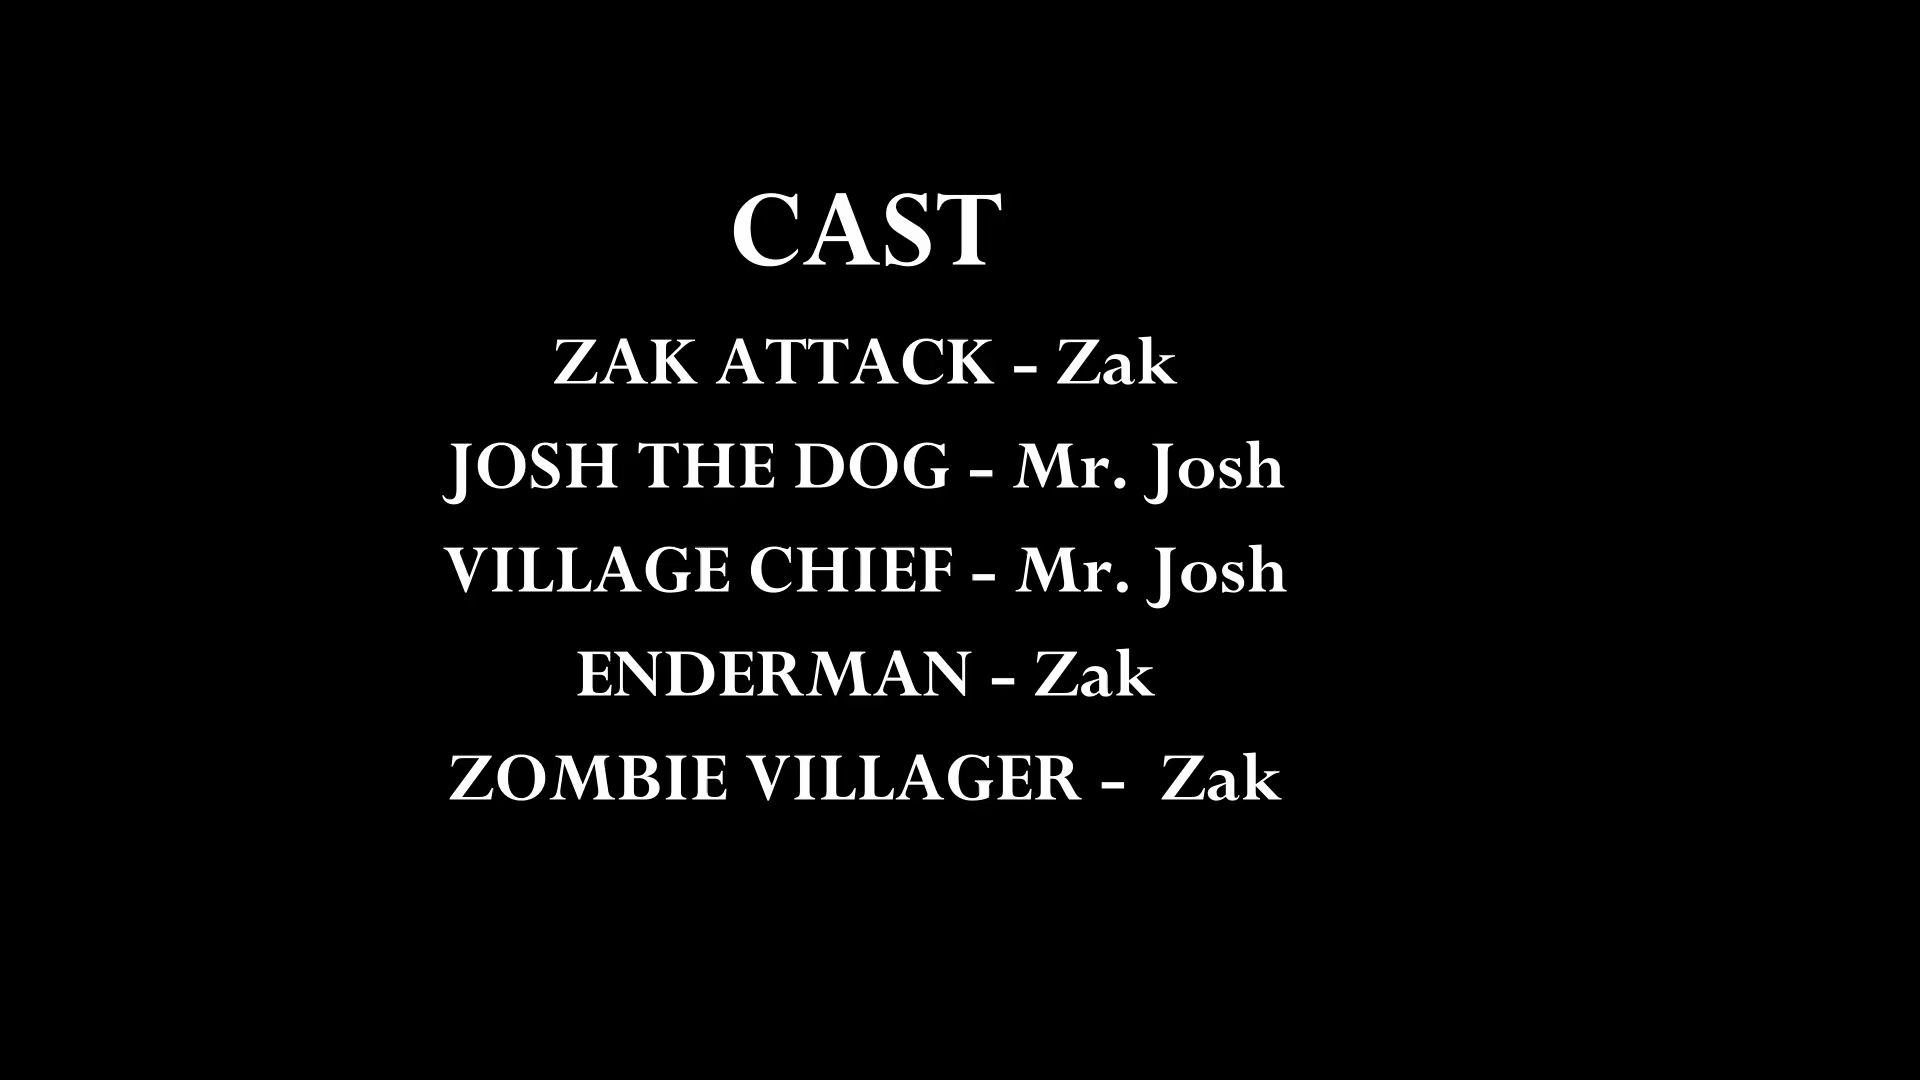 CAST
ZAK ATTACK - Zak
JOSH THE DOG - Mr. Josh
VILLAGE CHIEF - Mr. Josh
ENDERMAN - Zak
ZOMBIE VILLAGER -  Zak